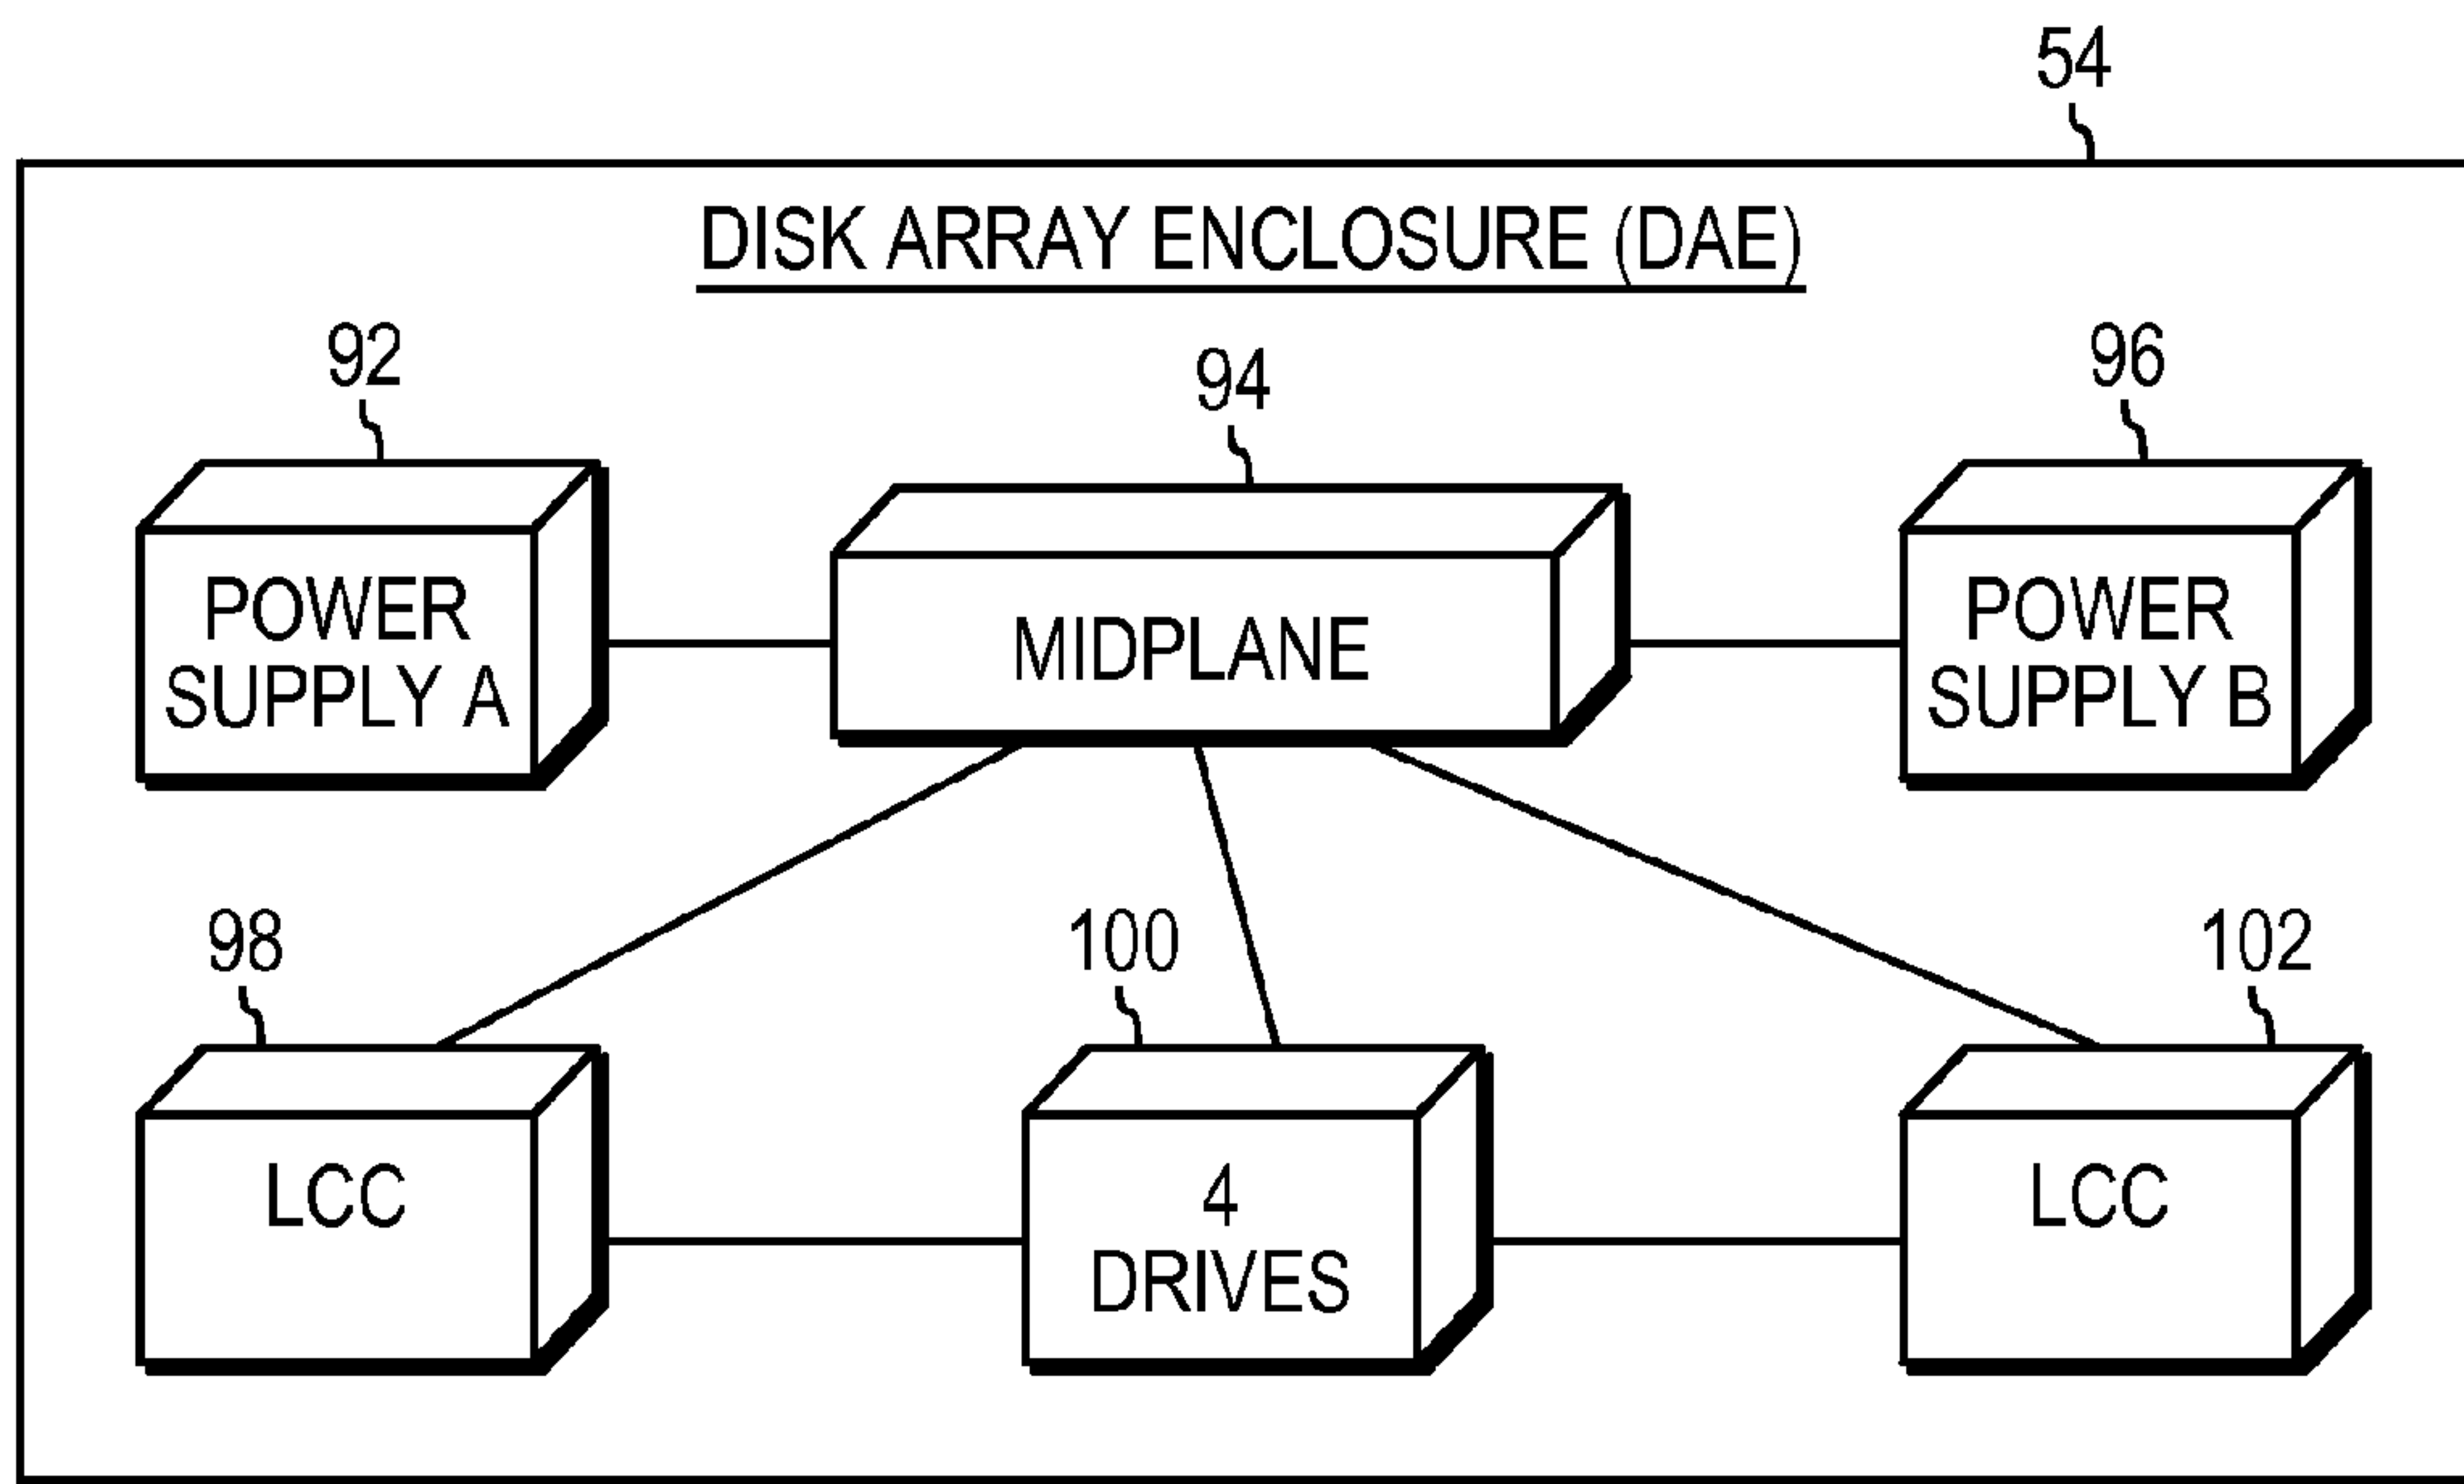 54
DISK ARRAY ENCLOSURE (DAE)
92
94
96
POWER
SUPPLY A
MIDPLANE
POWER
SUPPLY B
98
100
102
LCC
4
DRIVES
LCC